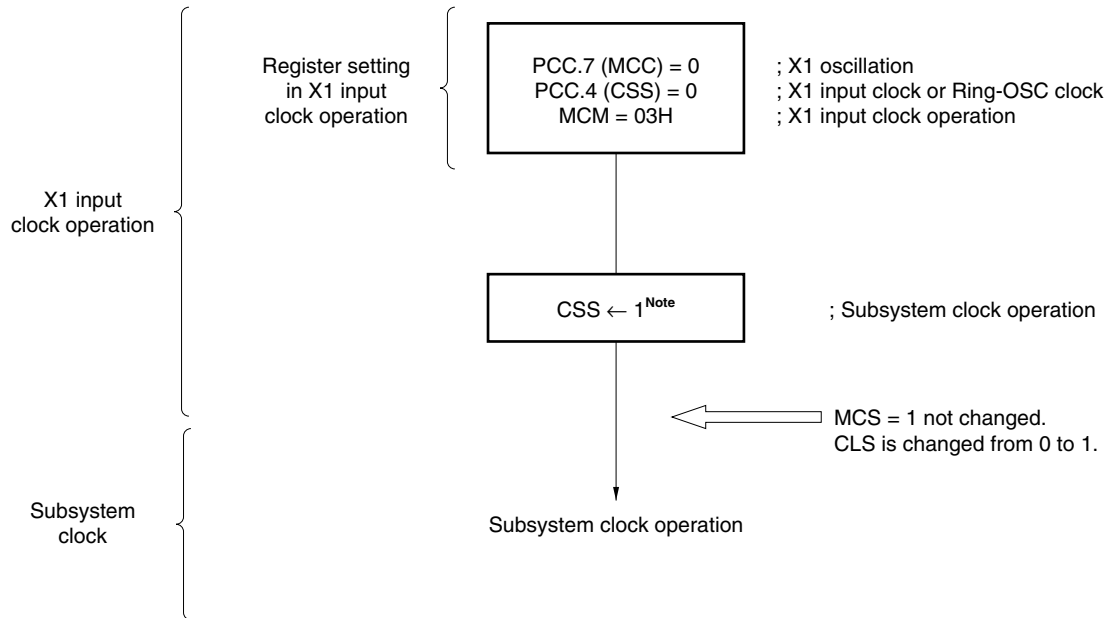 Register setting
in X1 input
clock operation
PCC.7 (MCC) = 0
PCC.4 (CSS) = 0
MCM = 03H
; X1 oscillation
; X1 input clock or Ring-OSC clock
; X1 input clock operation
X1 input
clock operation
CSS ← 1Note
; Subsystem clock operation
MCS = 1 not changed.
CLS is changed from 0 to 1.
Subsystem
clock
Subsystem clock operation